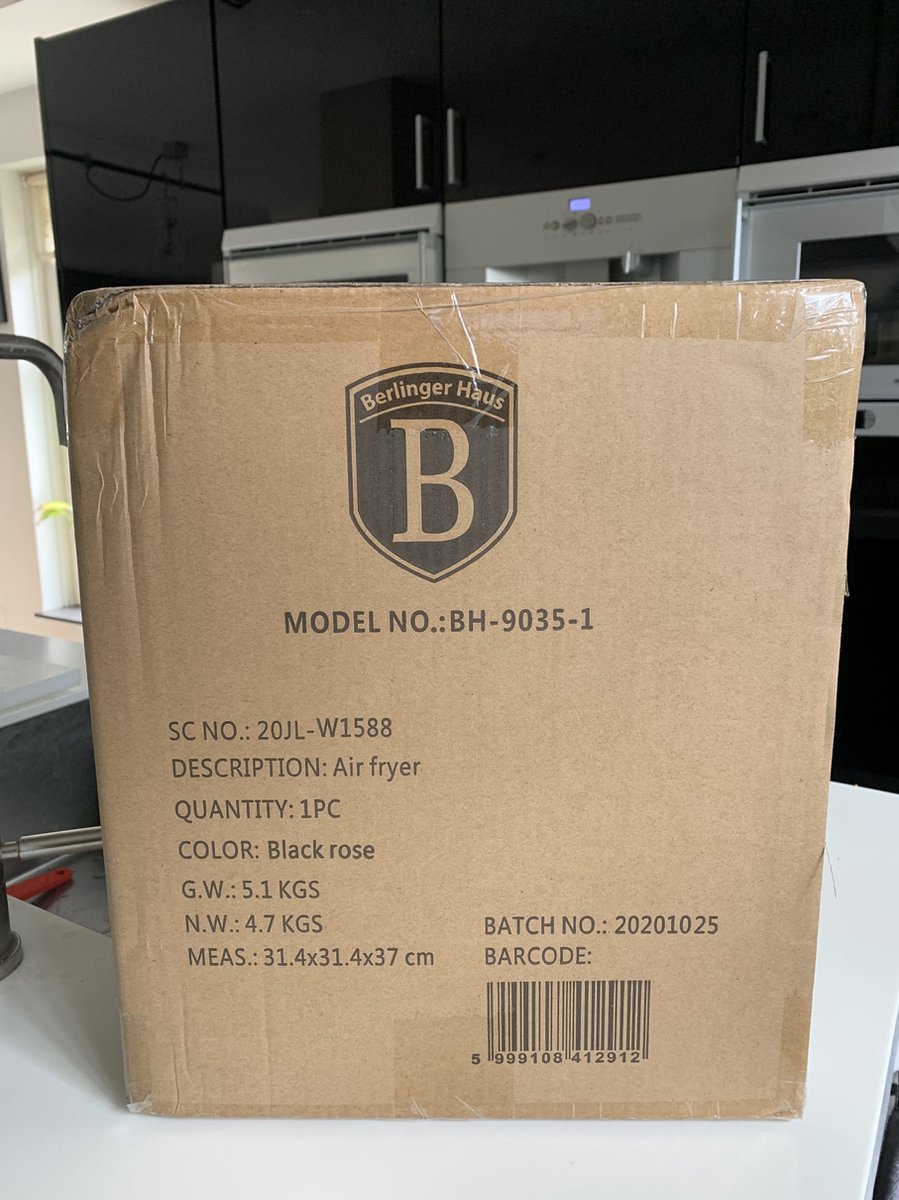 Berlinger Haus
B
MODEL NO.:BH-9035-1
SC NO.: 20JL-W1588
DESCRIPTION: Air fryer
QUANTITY: 1PC
COLOR: Black rose
G.W.: 5.1 KGS
N.W.: 4.7 KGS
MEAS.: 31.4x31.4x37 cm
BATCH NO.: 20201025
BARCODE:
5 999108 412912